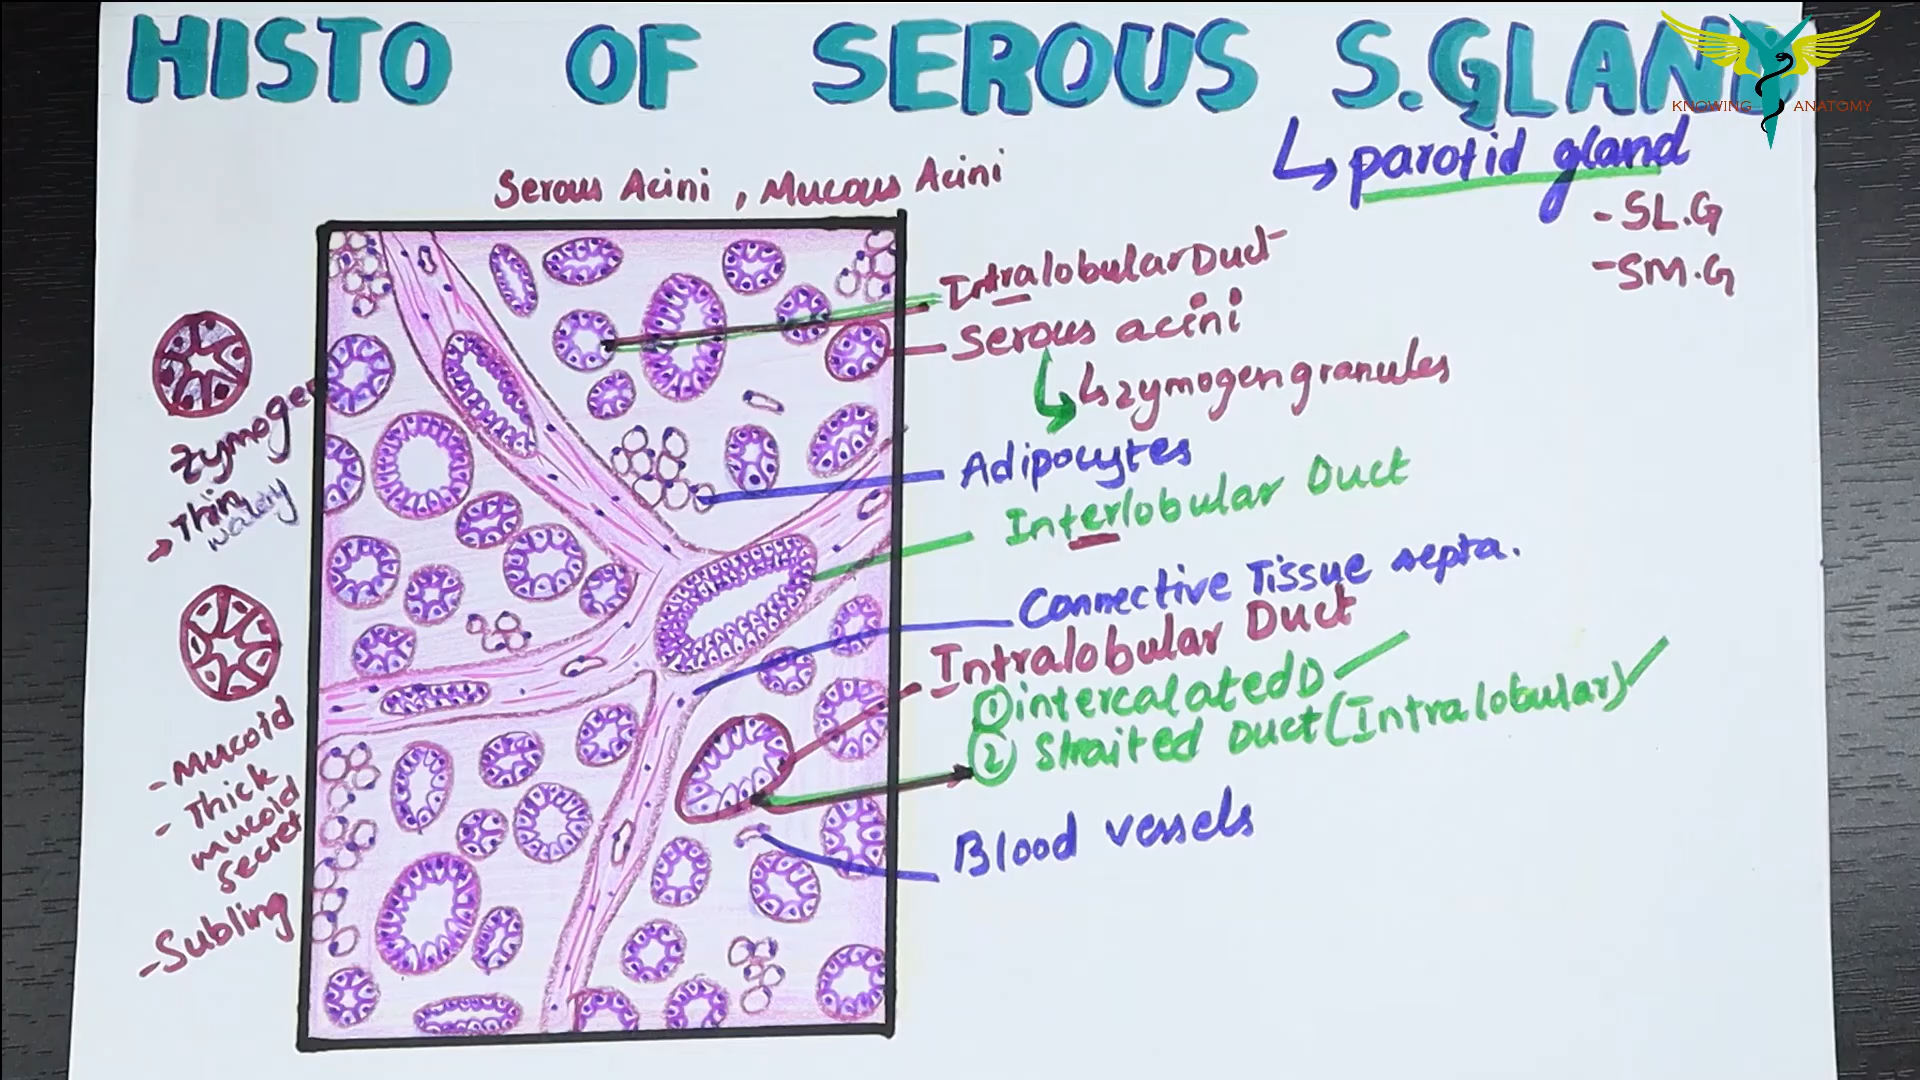 HISTO OF SEROUS S.GLAND
KNOWING ANATOMY
parotid gland
- SL.G
- SM.G
Serous Acini , Mucous Acini
Intralobular Duct
Serous acini
zymogen granules
Adipocytes
Interlobular Duct
Connective Tissue septa.
Intralobular Duct
① intercalated D
② Straited Duct (Intralobular)
Blood vessels
Zymogen
Thin
watery
- Mucoid
- Thick
mucoid
secret
- Subling